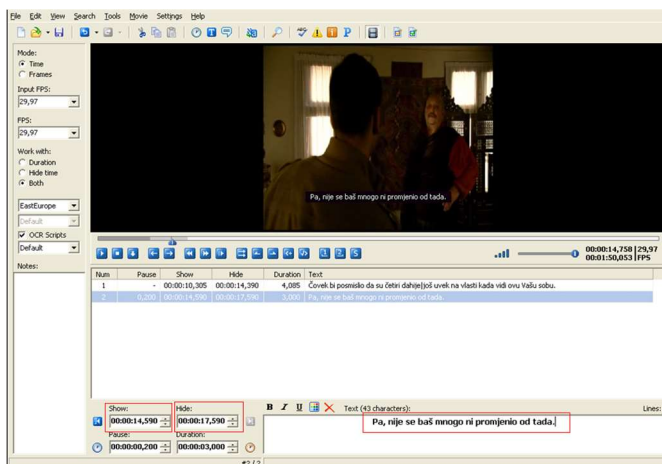 File Edit View Search Tools Movie Settings Help
Mode:
Time
Frames
Input FPS:
29,97
FPS:
29,97
Work with:
Duration
Hide time
Both
EastEurope
Default
OCR Scripts
Default
Notes:
Pa, nije se baš mnogo ni promjenio od tada.
00:00:14,758 29,97
00:01:50,053 FPS
Num Pause Show Hide Duration Text
1 - 00:00:10,305 00:00:14,390 4,085 Čovek bi posmislio da su četiri dahije|još uvek na vlasti kada vidi ovu Vašu sobu.
2 0,200 00:00:14,590 00:00:17,590 3,000 Pa, nije se baš mnogo ni promjenio od tada.
Show: Hide: B I U Text (43 characters): Lines:
00:00:14,590 00:00:17,590 Pa, nije se baš mnogo ni promjenio od tada.
Pause: Duration:
00:00:00,200 00:00:03,000
#2 / 2